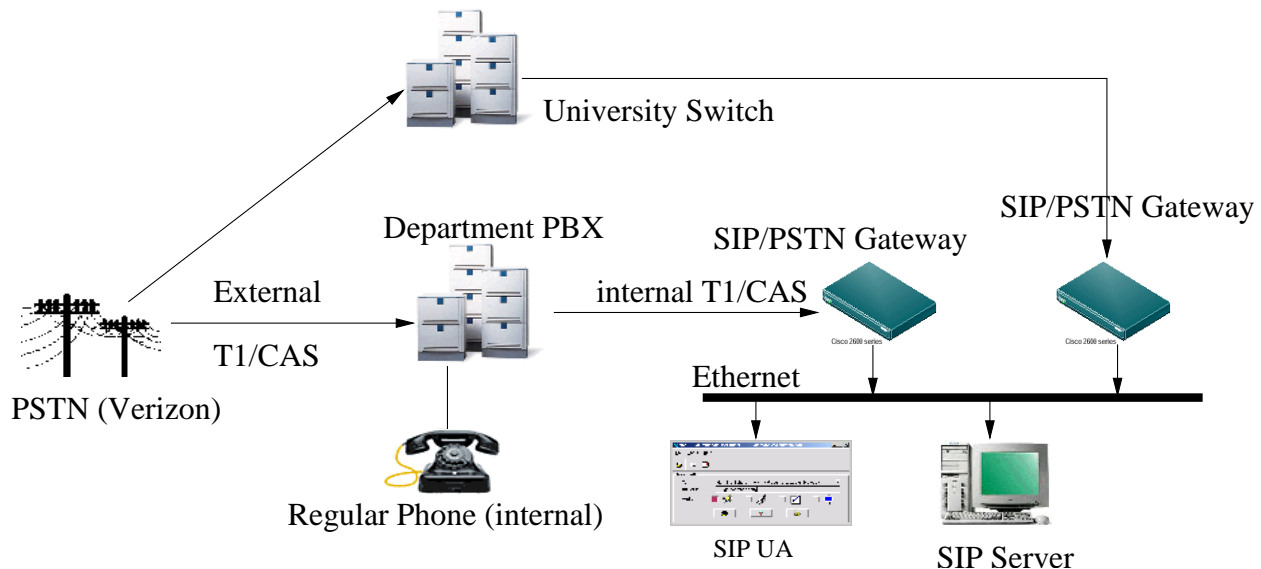 University Switch
SIP/PSTN Gateway
Department PBX
SIP/PSTN Gateway
External
internal T1/CAS
T1/CAS
Cisco 2600 series
Cisco 2600 series
Ethernet
PSTN (Verizon)
Regular Phone (internal)
SIP UA
SIP Server